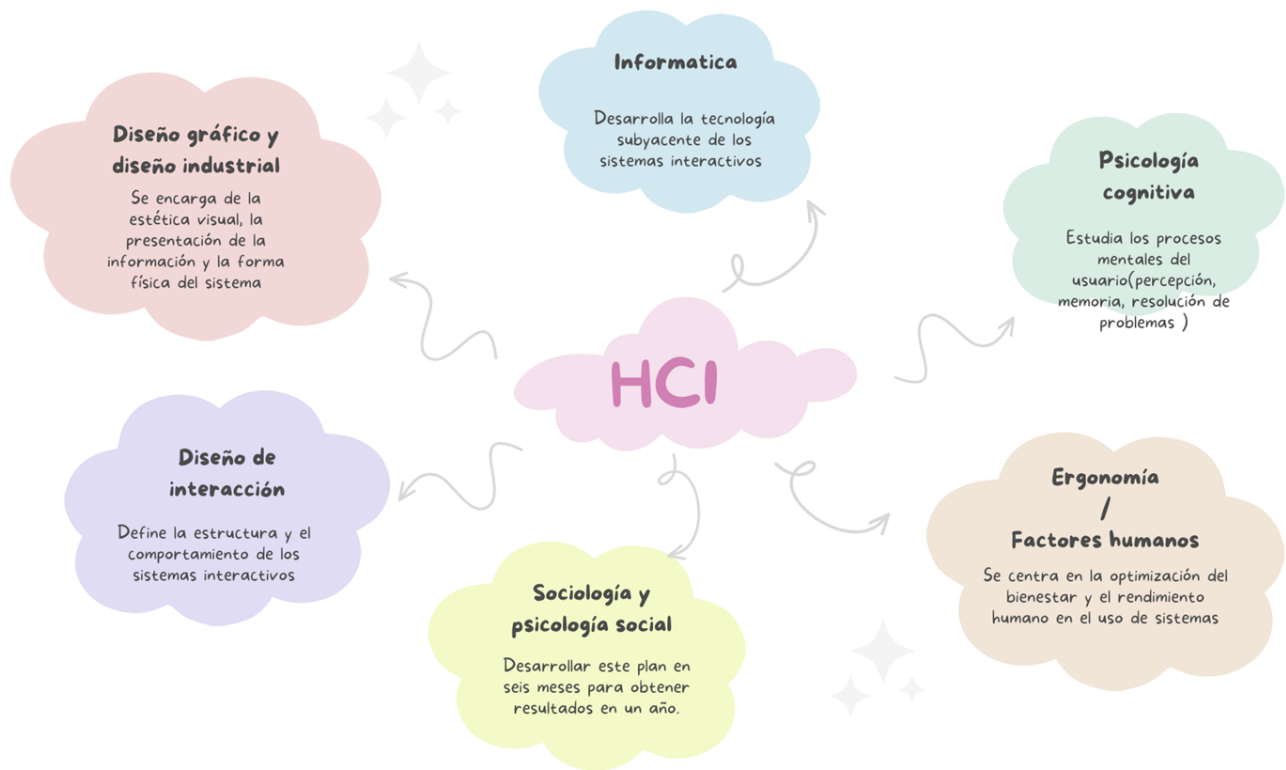 Informatica
Desarrolla la tecnología
subyacente de los
sistemas interactivos
Diseño gráfico y
diseño industrial
Se encarga de la
estética visual, la
presentación de la
información y la forma
física del sistema
Psicología
cognitiva
Estudia los procesos
mentales del
usuario(percepción,
memoria, resolución de
problemas )
HCI
Diseño de
interacción
Define la estructura y el
comportamiento de los
sistemas interactivos
Ergonomía
/
Factores humanos
Se centra en la optimización del
bienestar y el rendimiento
humano en el uso de sistemas
Sociología y
psicología social
Desarrollar este plan en
seis meses para obtener
resultados en un año.